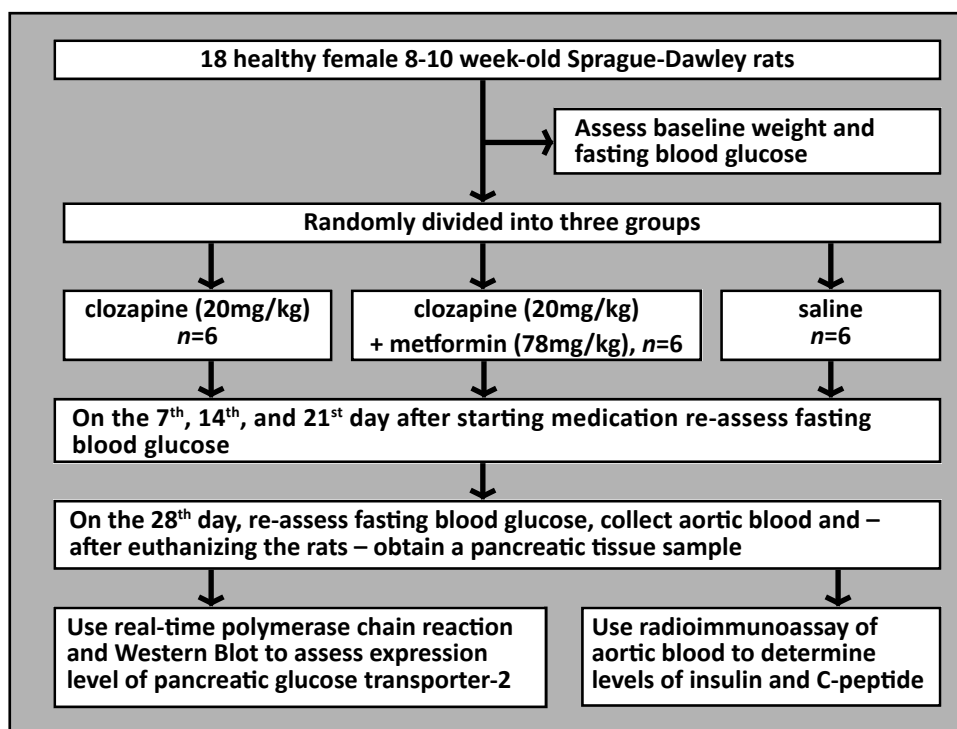 18 healthy female 8-10 week-old Sprague-Dawley rats
Assess baseline weight and
fasting blood glucose
Randomly divided into three groups
clozapine (20mg/kg)
n=6
clozapine (20mg/kg)
+ metformin (78mg/kg), n=6
saline
n=6
On the 7th, 14th, and 21st day after starting medication re-assess fasting
blood glucose
On the 28th day, re-assess fasting blood glucose, collect aortic blood and –
after euthanizing the rats – obtain a pancreatic tissue sample
Use real-time polymerase chain reaction
and Western Blot to assess expression
level of pancreatic glucose transporter-2
Use radioimmunoassay of
aortic blood to determine
levels of insulin and C-peptide